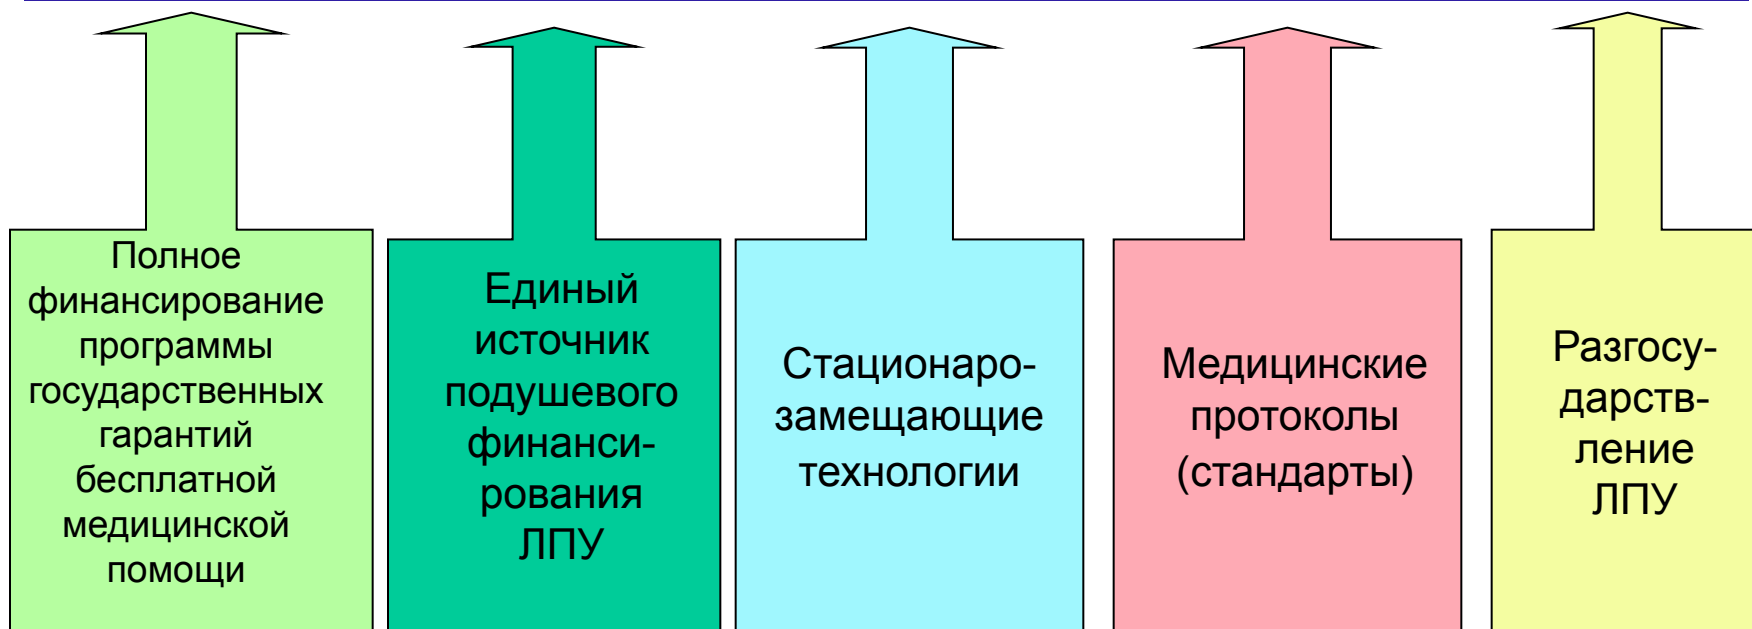 Полное
финансирование
программы
государственных
гарантий
бесплатной
медицинской
помощи
Единый
источник
подушевого
финанси-
рования
ЛПУ
Стационаро-
замещающие
технологии
Медицинские
протоколы
(стандарты)
Разгосу-
дарств-
ление
ЛПУ